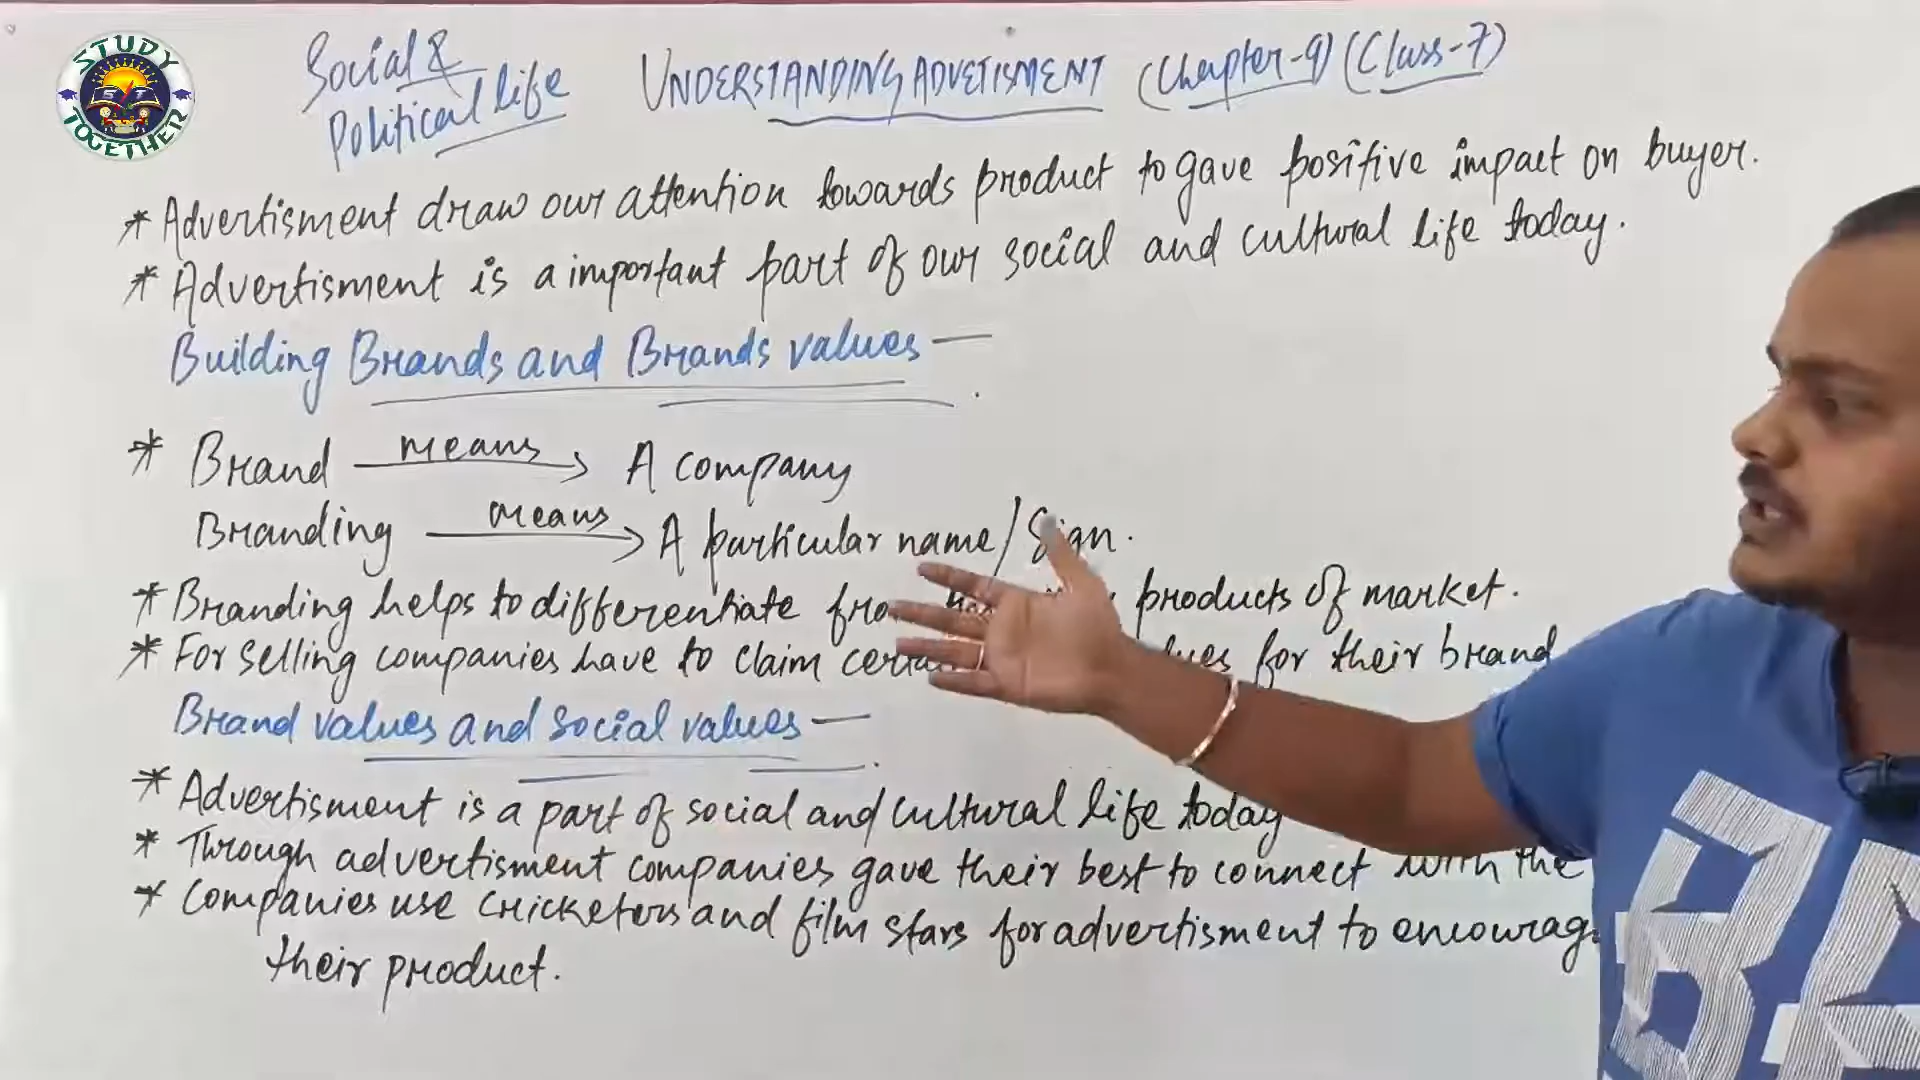 STUDY
ST
TOGETHER
Social &
Political life
UNDERSTANDING ADVETISMENT (Chapter-9) (Class-7)
* Advertisment draw our attention towards product to gave positive impact on buyer.
* Advertisment is a important part of our social and cultural life today.
Building Brands and Brands values —
* Brand means → A company
Branding means → A particular name / Sign.
* Branding helps to differentiate products of market.
* For selling companies have to claim for their brand
Brand values and social values —
* Advertisment is a part of social and cultural life today
* Through advertisment companies gave their best to connect with the
* Companies use cricketers and film stars for advertisment to
their product.